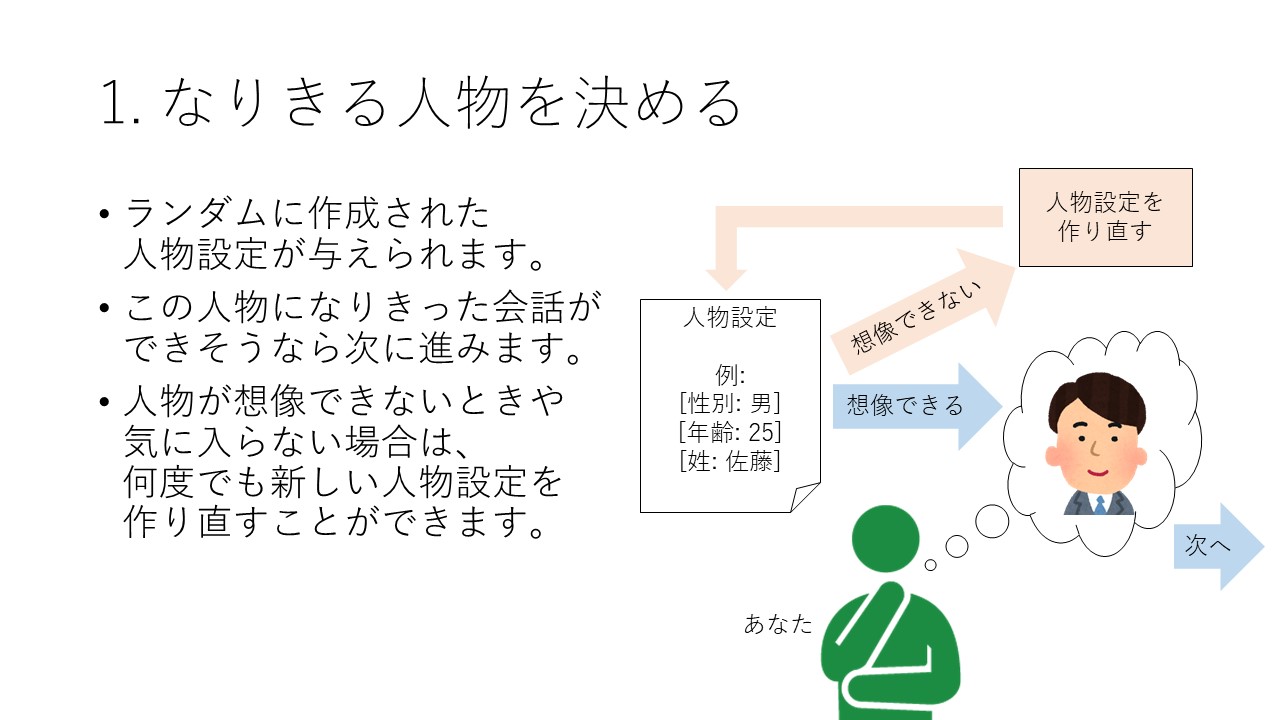 1. なりきる人物を決める
• ランダムに作成された
人物設定が与えられます。
• この人物になりきった会話が
できそうなら次に進みます。
• 人物が想像できないときや
気に入らない場合は、
何度でも新しい人物設定を
作り直すことができます。
人物設定を
作り直す
想像できない
人物設定
例:
[性別: 男]
[年齢: 25]
[姓: 佐藤]
想像できる
次へ
あなた